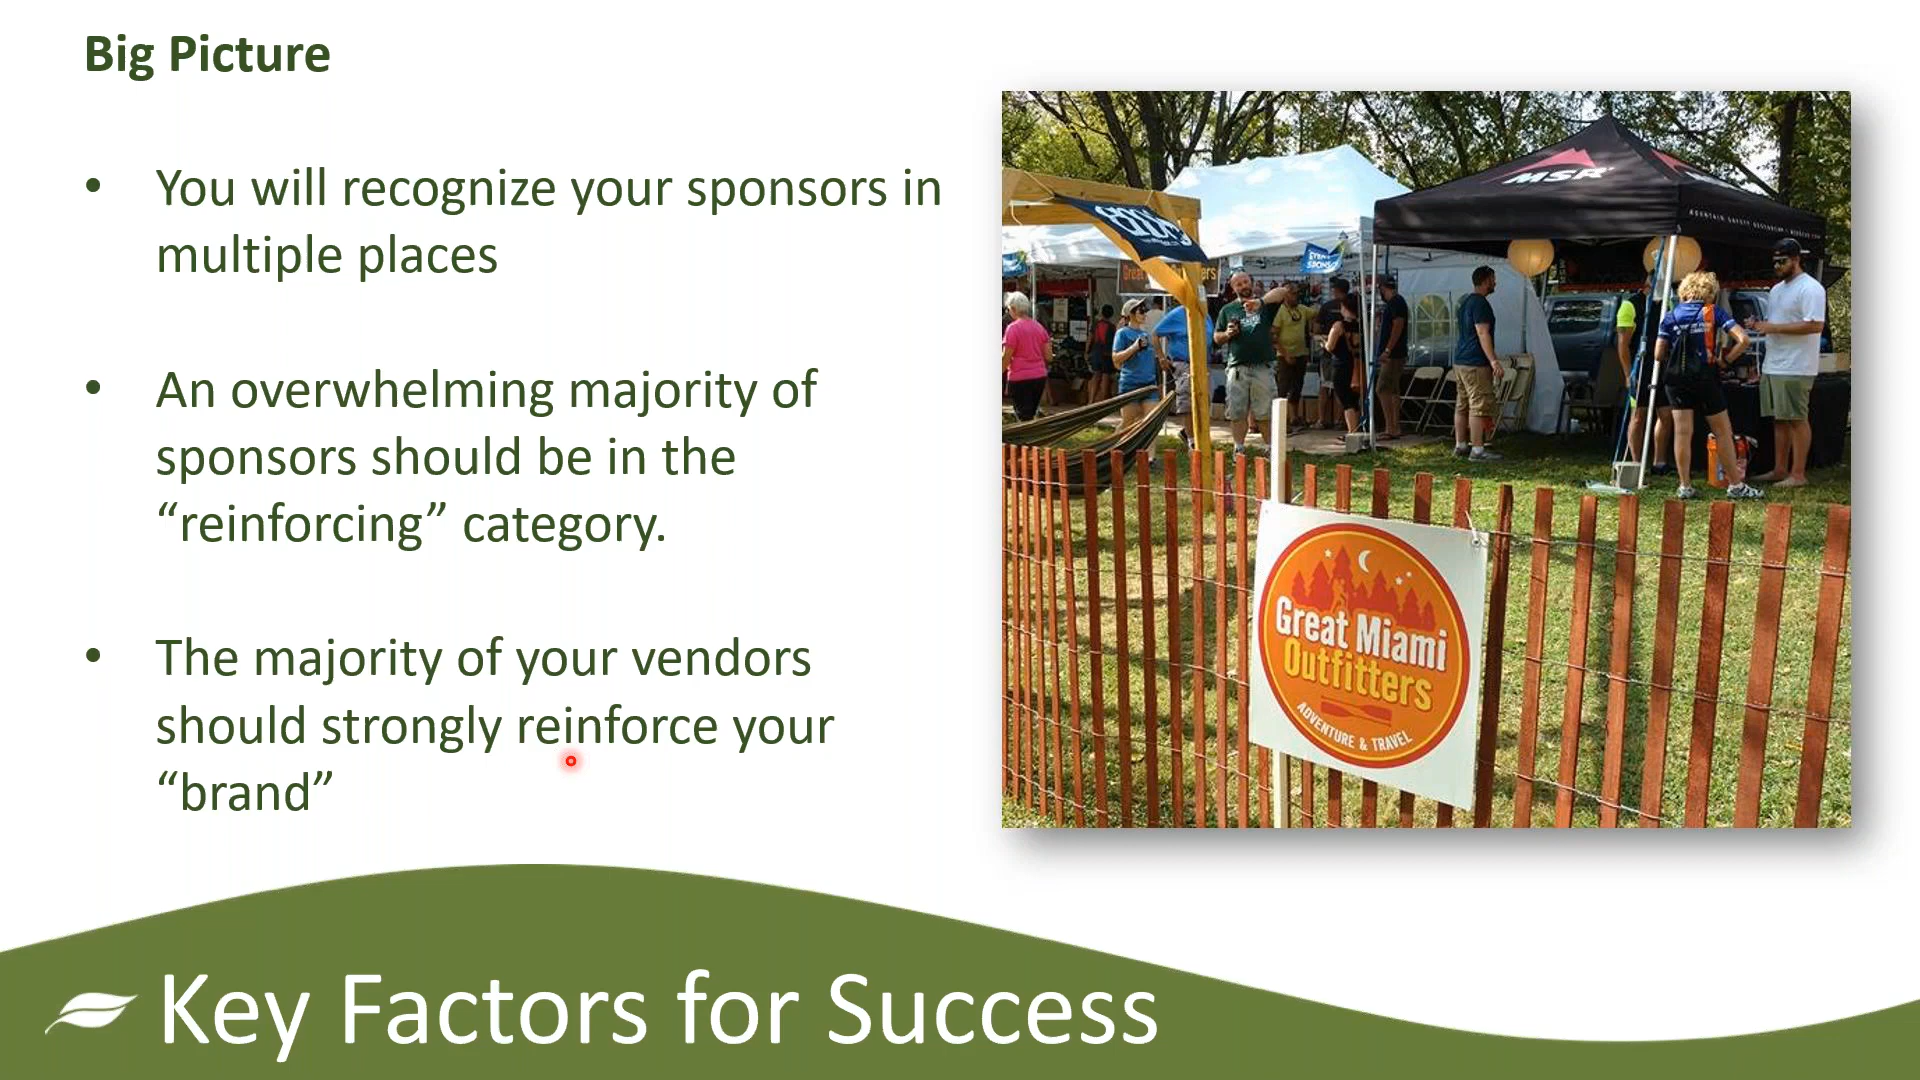 Big Picture
• You will recognize your sponsors in
multiple places
• An overwhelming majority of
sponsors should be in the
“reinforcing” category.
• The majority of your vendors
should strongly reinforce your
“brand”
MSR
EVENT
SPONSOR
Great Miami
Outfitters
ADVENTURE & TRAVEL
Key Factors for Success